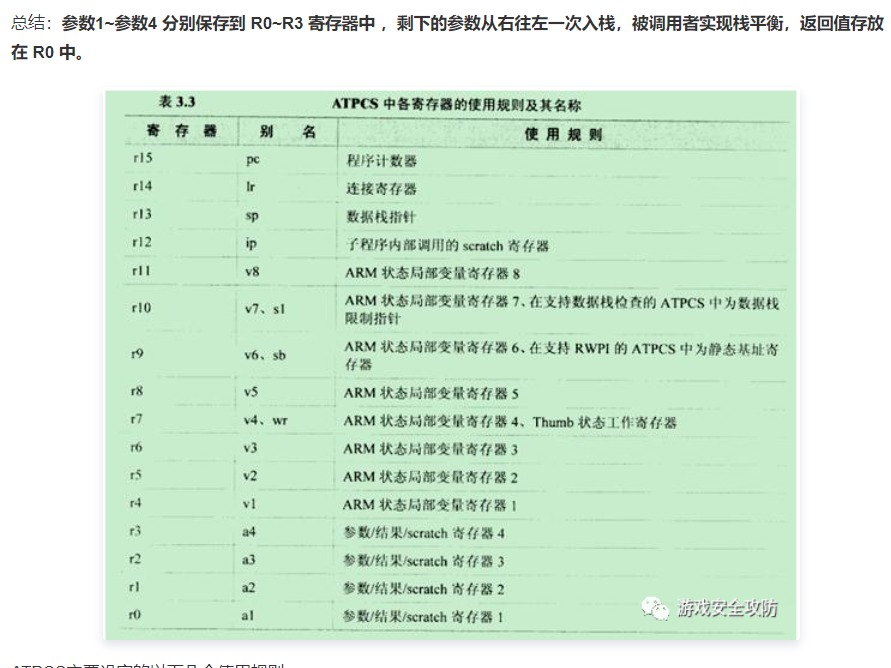 总结：参数1~参数4 分别保存到 R0~R3 寄存器中 ，剩下的参数从右往左一次入栈，被调用者实现栈平衡，返回值存放
在 R0 中。
表 3.3 ATPCS 中各寄存器的使用规则及其名称
寄 存 器 别 名 使 用 规 则
r15 pc 程序计数器
r14 lr 连接寄存器
r13 sp 数据栈指针
r12 ip 子程序内部调用的 scratch 寄存器
r11 v8 ARM 状态局部变量寄存器 8
r10 v7、s1 ARM 状态局部变量寄存器 7、在支持数据栈检查的 ATPCS 中为数据栈
限制指针
r9 v6、sb ARM 状态局部变量寄存器 6、在支持 RWPI 的 ATPCS 中为静态基址寄
存器
r8 v5 ARM 状态局部变量寄存器 5
r7 v4、wr ARM 状态局部变量寄存器 4、Thumb 状态工作寄存器
r6 v3 ARM 状态局部变量寄存器 3
r5 v2 ARM 状态局部变量寄存器 2
r4 v1 ARM 状态局部变量寄存器 1
r3 a4 参数/结果/scratch 寄存器 4
r2 a3 参数/结果/scratch 寄存器 3
r1 a2 参数/结果/scratch 寄存器 2
r0 a1 参数/结果/scratch 寄存器 1
游戏安全攻防